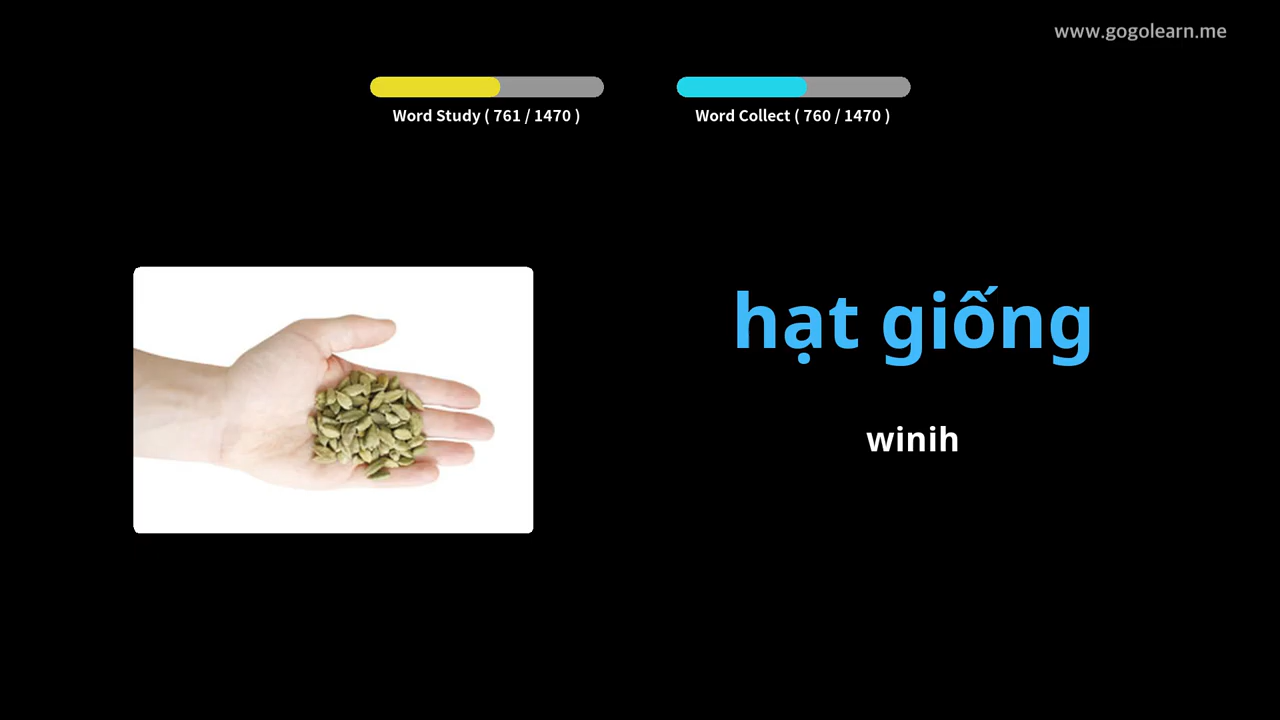 www.gogolearn.me
Word Study ( 761 / 1470 )
Word Collect ( 760 / 1470 )
hạt giống
winih